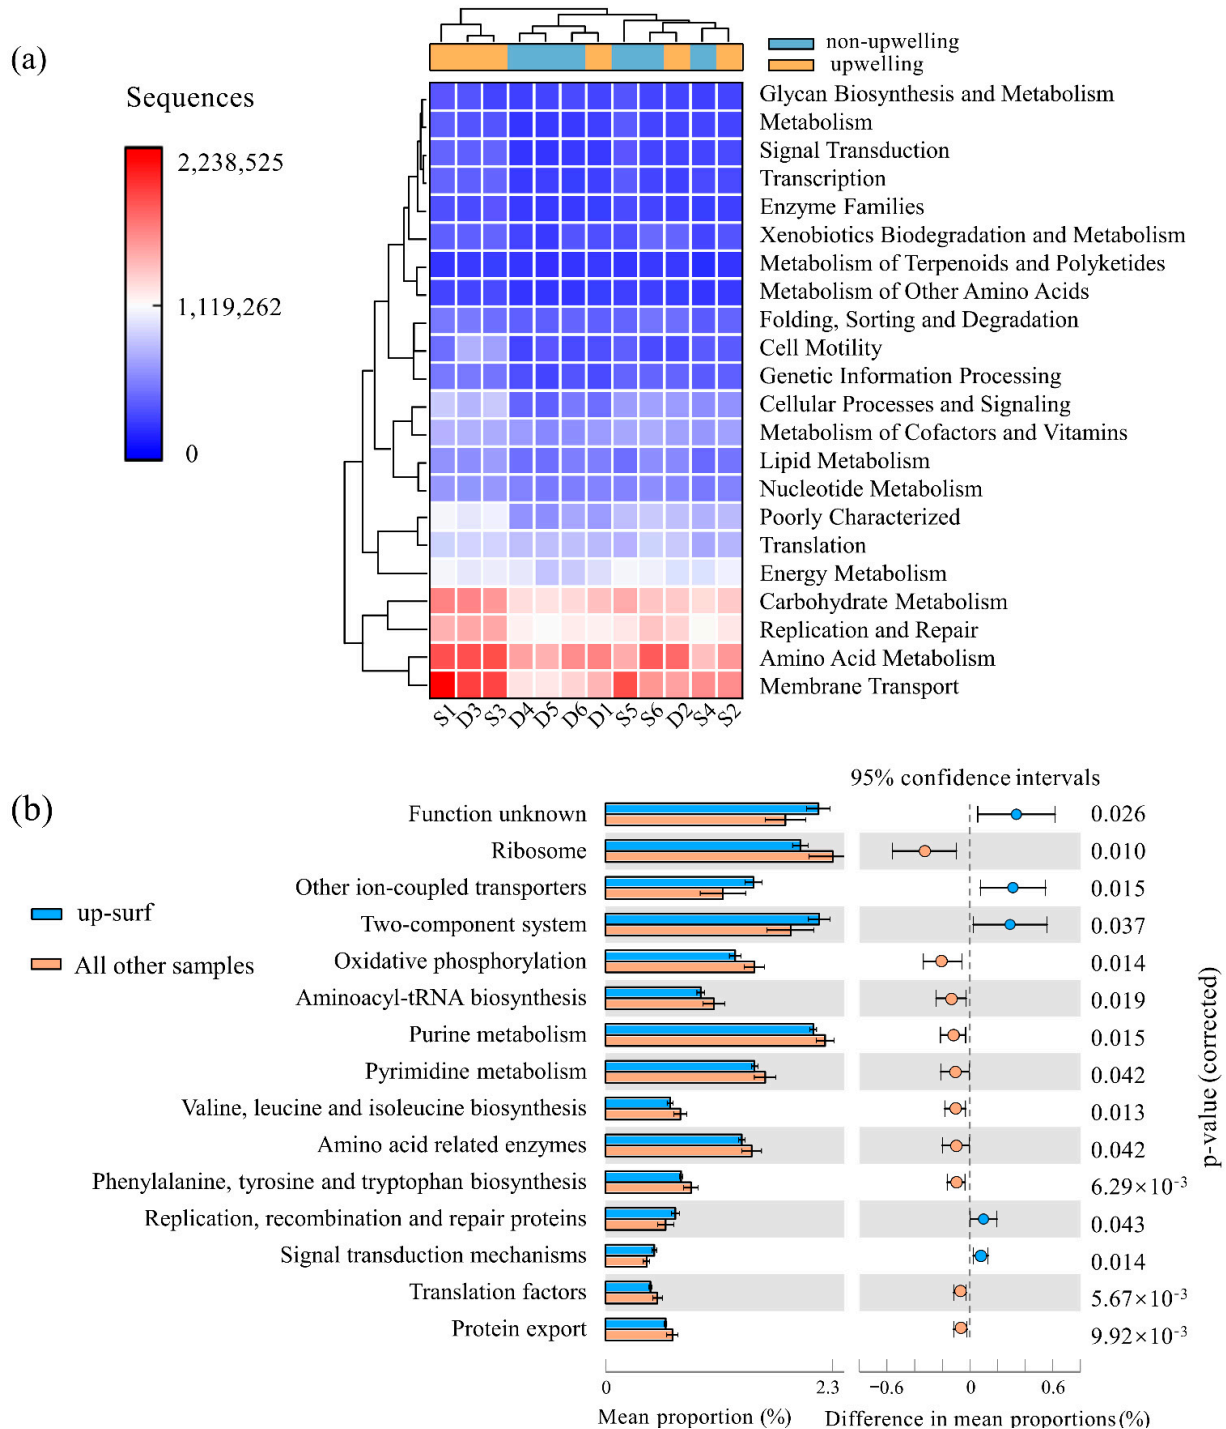 (a)
non-upwelling
upwelling
Sequences
2,238,525
1,119,262
0
Glycan Biosynthesis and Metabolism
Metabolism
Signal Transduction
Transcription
Enzyme Families
Xenobiotics Biodegradation and Metabolism
Metabolism of Terpenoids and Polyketides
Metabolism of Other Amino Acids
Folding, Sorting and Degradation
Cell Motility
Genetic Information Processing
Cellular Processes and Signaling
Metabolism of Cofactors and Vitamins
Lipid Metabolism
Nucleotide Metabolism
Poorly Characterized
Translation
Energy Metabolism
Carbohydrate Metabolism
Replication and Repair
Amino Acid Metabolism
Membrane Transport
S1 D3 S3 D4 D5 D6 D1 S5 S6 D2 S4 S2
(b)
95% confidence intervals
up-surf
All other samples
Function unknown 0.026
Ribosome 0.010
Other ion-coupled transporters 0.015
Two-component system 0.037
Oxidative phosphorylation 0.014
Aminoacyl-tRNA biosynthesis 0.019
Purine metabolism 0.015
Pyrimidine metabolism 0.042
Valine, leucine and isoleucine biosynthesis 0.013
Amino acid related enzymes 0.042
Phenylalanine, tyrosine and tryptophan biosynthesis 6.29×10⁻³
Replication, recombination and repair proteins 0.043
Signal transduction mechanisms 0.014
Translation factors 5.67×10⁻³
Protein export 9.92×10⁻³
p-value (corrected)
0 2.3 −0.6 0 0.6
Mean proportion (%) Difference in mean proportions (%)